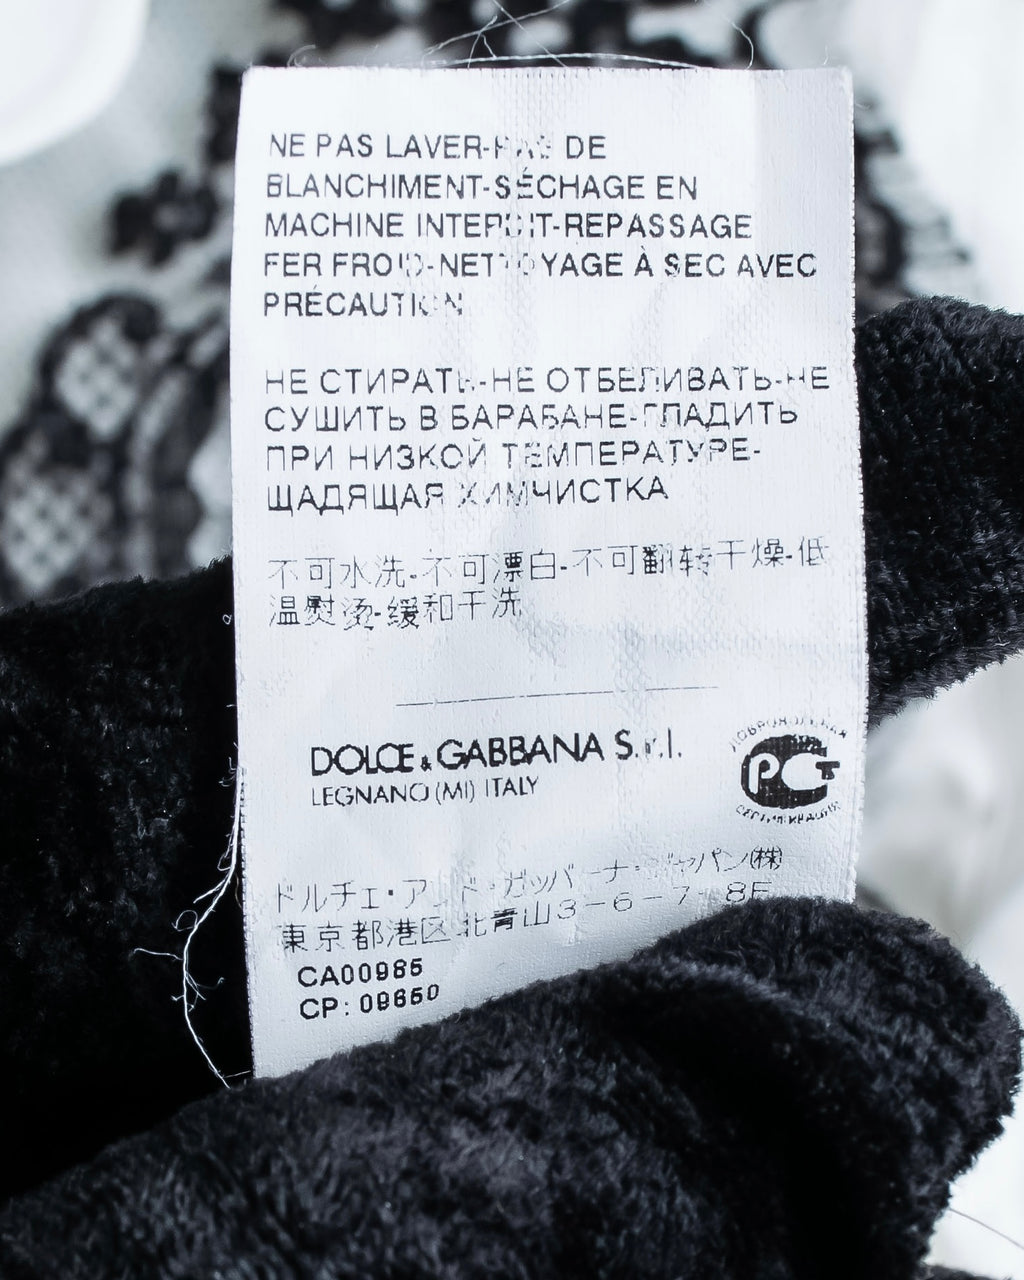 NE PAS LAVER-PAS DE
BLANCHIMENT-SÉCHAGE EN
MACHINE INTERDIT-REPASSAGE
FER FROID-NETTOYAGE À SEC AVEC
PRÉCAUTION
НЕ СТИРАТЬ-НЕ ОТБЕЛИВАТЬ-НЕ
СУШИТЬ В БАРАБАНЕ-ГЛАДИТЬ
ПРИ НИЗКОЙ ТЕМПЕРАТУРЕ-
ЩАДЯЩАЯ ХИМЧИСТКА
不可水洗-不可漂白-不可翻转干燥-低
温熨烫-缓和干洗
DOLCE & GABBANA S.r.l.
LEGNANO (MI) ITALY
ДОБРОВОЛЬНАЯ
РСТ
СЕРТИФИКАЦИЯ
ドルチェ・アンド・ガッバーナ・ジャパン(株)
東京都港区北青山3-6-7 8F
CA00985
CP: 09650